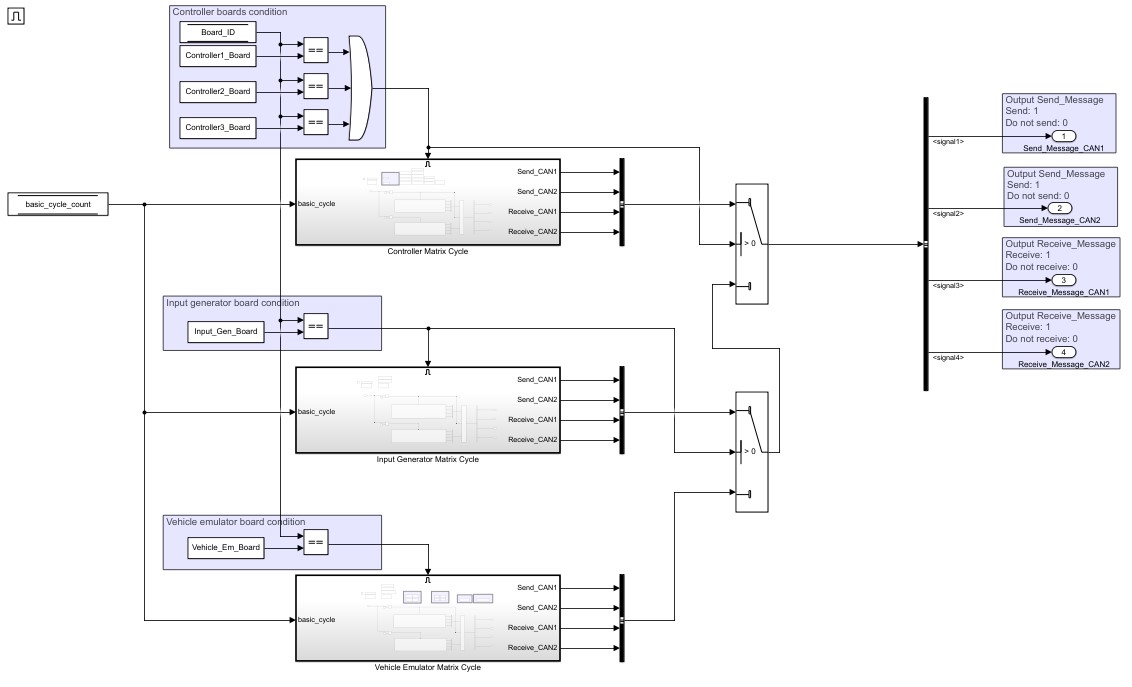 Controller boards condition
Board_ID
Controller1_Board
==
Controller2_Board
==
Controller3_Board
==
basic_cycle_count
basic_cycle
Send_CAN1
Send_CAN2
Receive_CAN1
Receive_CAN2
Controller Matrix Cycle
> 0
Input generator board condition
Input_Gen_Board
==
basic_cycle
Send_CAN1
Send_CAN2
Receive_CAN1
Receive_CAN2
Input Generator Matrix Cycle
> 0
Vehicle emulator board condition
Vehicle_Em_Board
==
basic_cycle
Send_CAN1
Send_CAN2
Receive_CAN1
Receive_CAN2
Vehicle Emulator Matrix Cycle
<signal1>
Output Send_Message
Send: 1
Do not send: 0
1
Send_Message_CAN1
<signal2>
Output Send_Message
Send: 1
Do not send: 0
2
Send_Message_CAN2
<signal3>
Output Receive_Message
Receive: 1
Do not receive: 0
3
Receive_Message_CAN1
<signal4>
Output Receive_Message
Receive: 1
Do not receive: 0
4
Receive_Message_CAN2